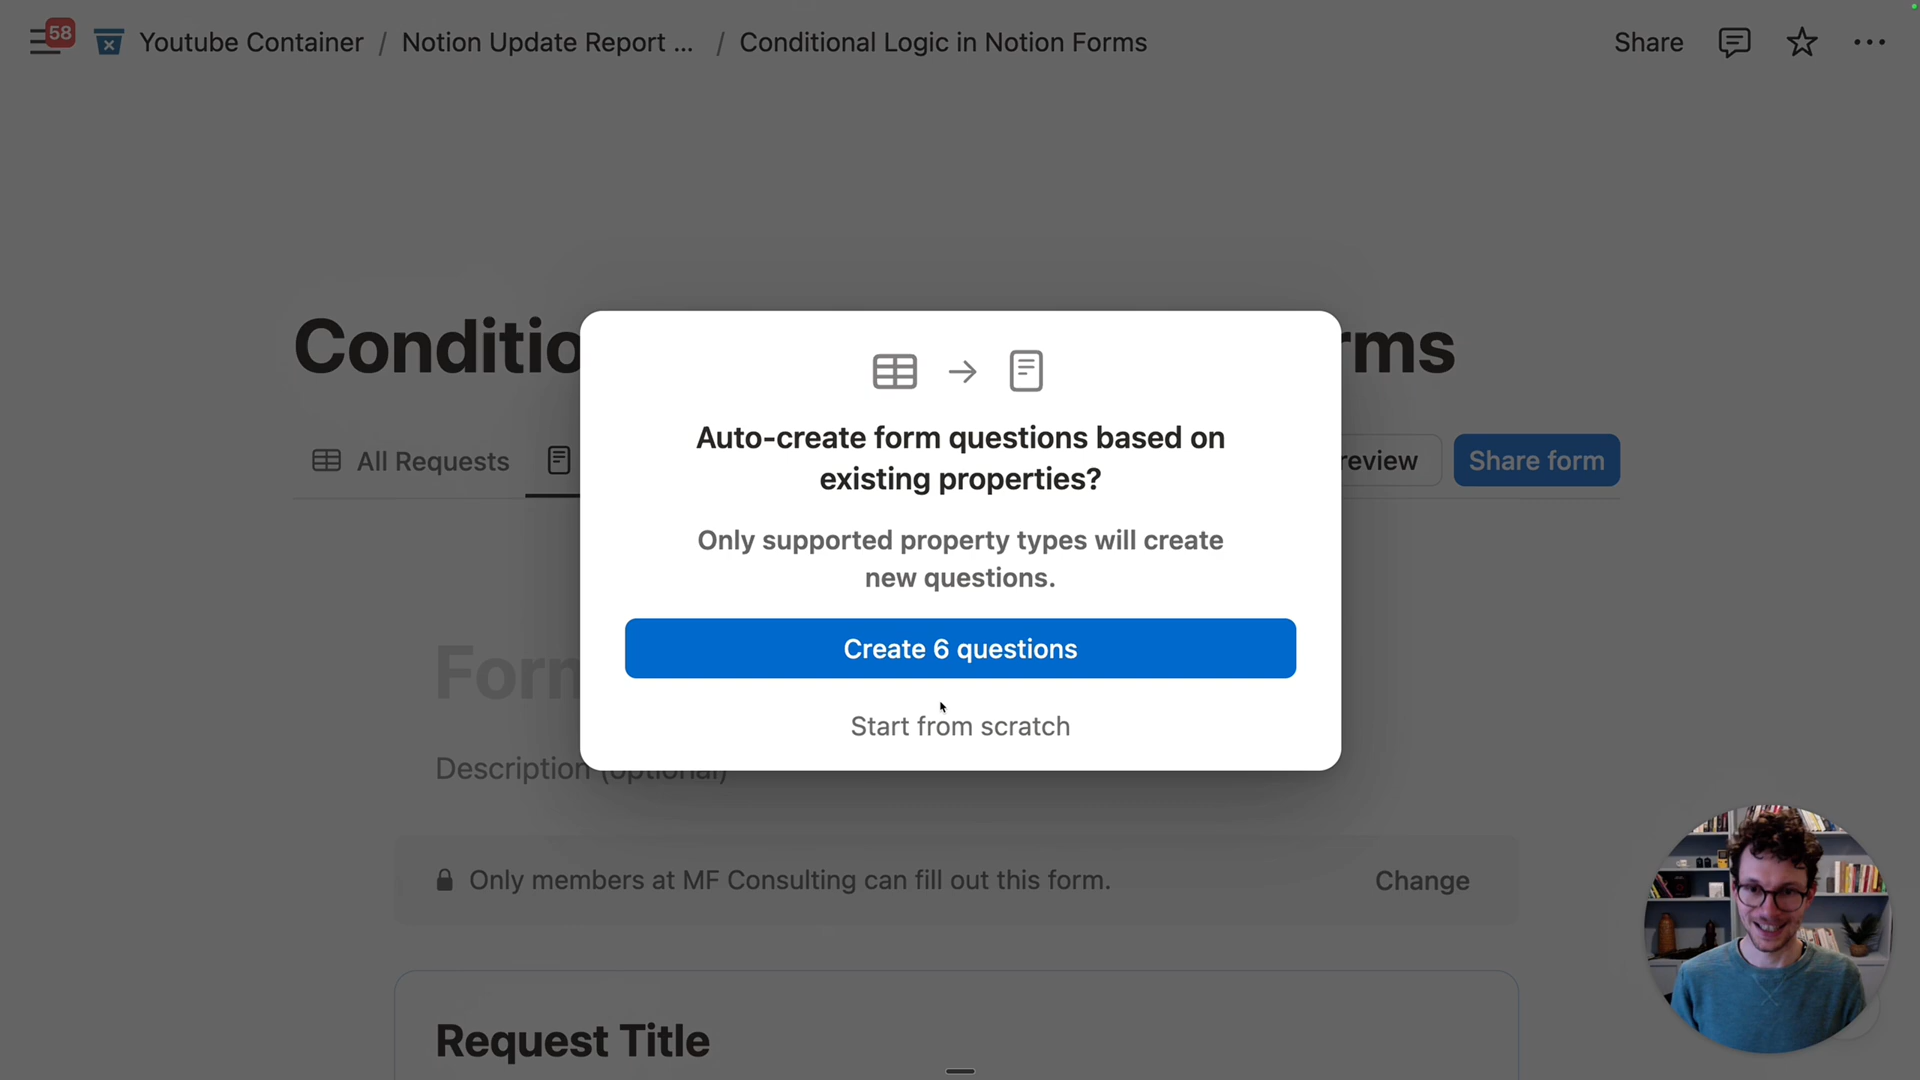 58
Youtube Container / Notion Update Report ... / Conditional Logic in Notion Forms
Share
Conditio
rms
All Requests
review
Share form
Auto-create form questions based on
existing properties?
Only supported property types will create
new questions.
Create 6 questions
Start from scratch
Form
Description (optional)
Only members at MF Consulting can fill out this form.
Change
Request Title